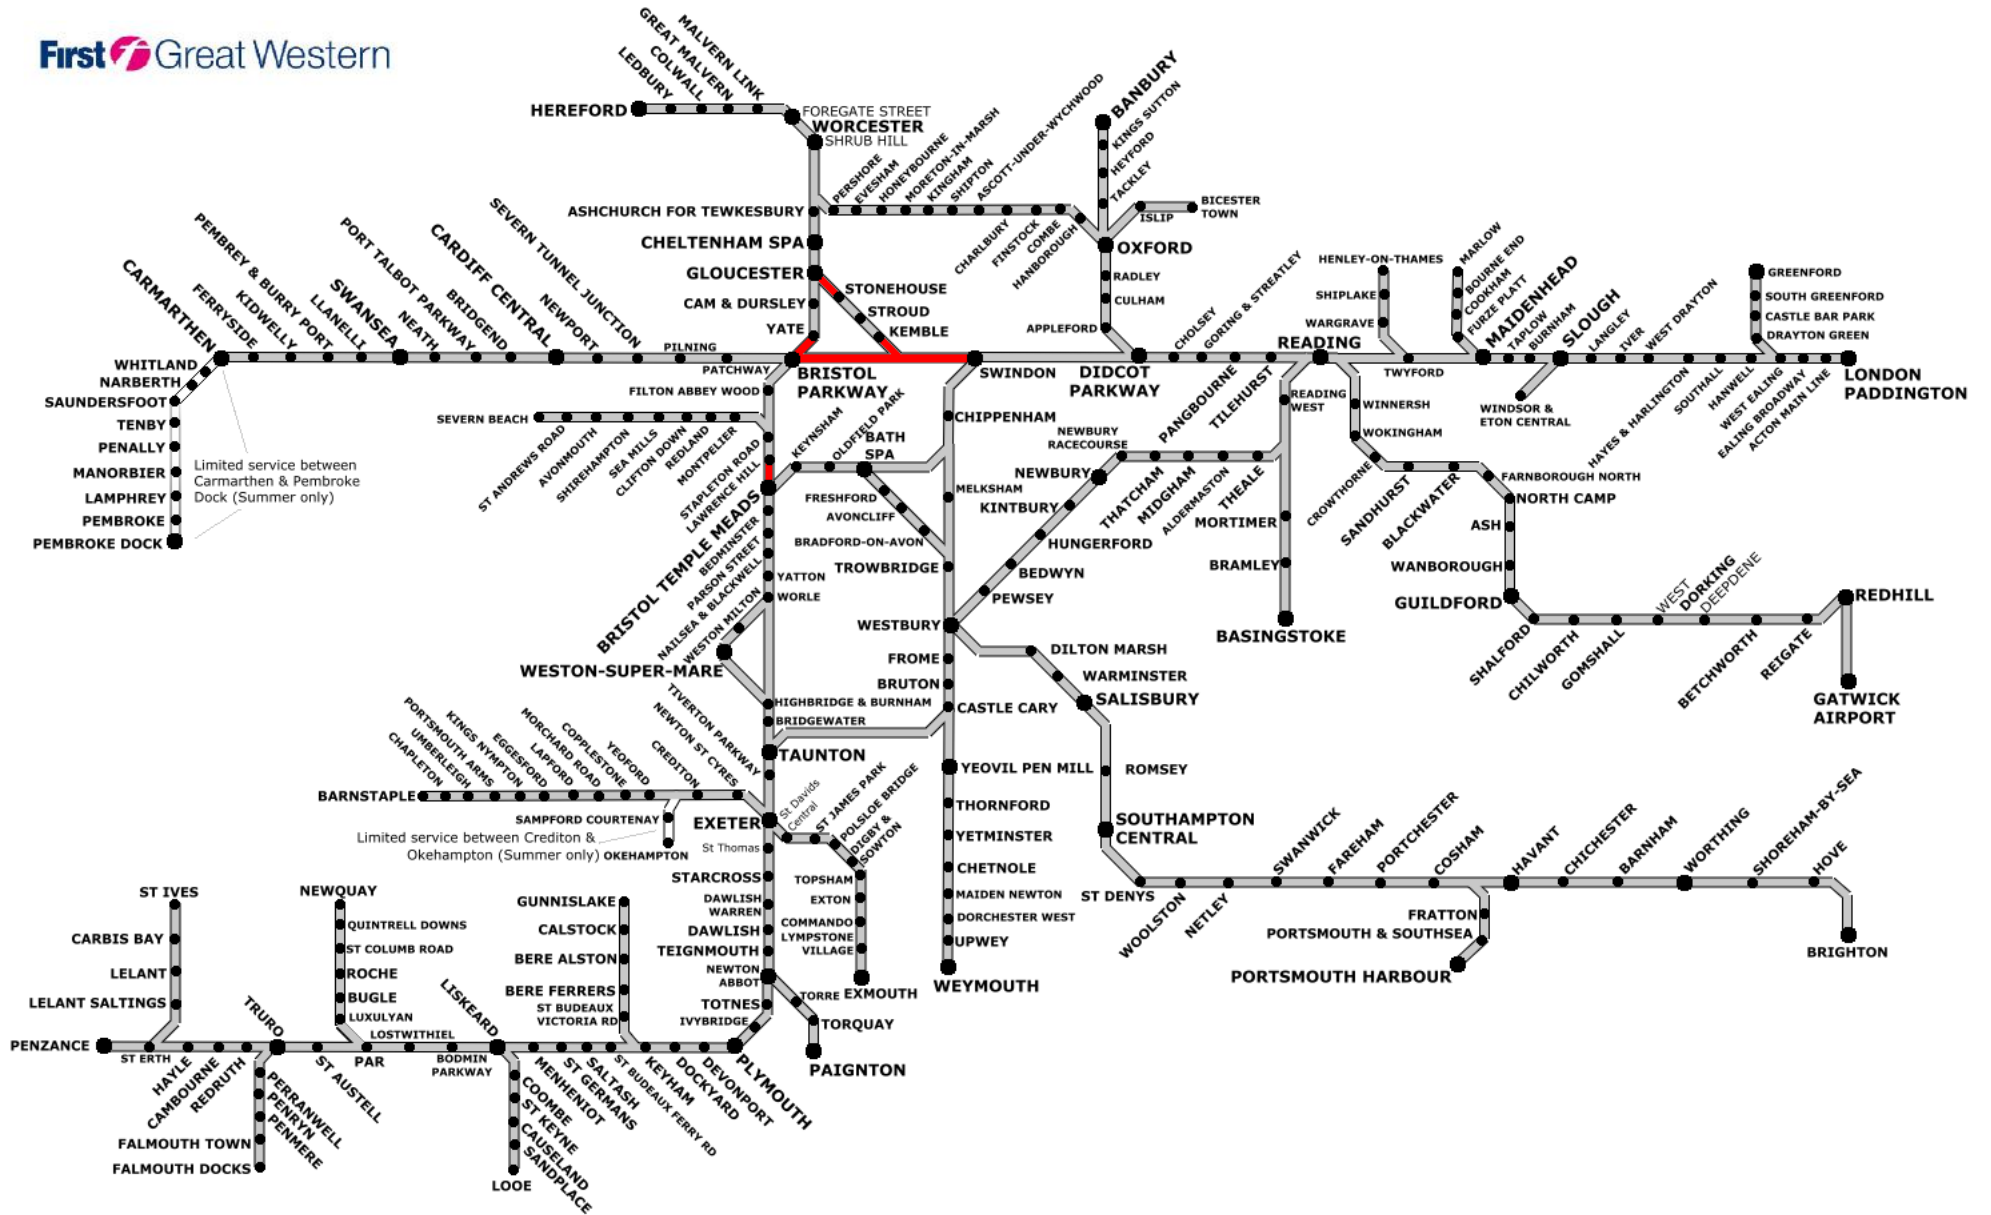 First Great Western
HEREFORD
LEDBURY
COLWALL
GREAT MALVERN
MALVERN LINK
FOREGATE STREET
WORCESTER
SHRUB HILL
PERSHORE
EVESHAM
HONEYBOURNE
MORETON-IN-MARSH
KINGHAM
SHIPTON
ASCOTT-UNDER-WYCHWOOD
CHARLBURY
FINSTOCK
COMBE
HANBOROUGH
BANBURY
KINGS SUTTON
HEYFORD
TACKLEY
BICESTER
TOWN
ISLIP
OXFORD
RADLEY
CULHAM
APPLEFORD
ASHCHURCH FOR TEWKESBURY
CHELTENHAM SPA
GLOUCESTER
CAM & DURSLEY
YATE
STONEHOUSE
STROUD
KEMBLE
CARMARTHEN
FERRYSIDE
KIDWELLY
PEMBREY & BURRY PORT
LLANELLI
SWANSEA
NEATH
PORT TALBOT PARKWAY
BRIDGEND
CARDIFF CENTRAL
NEWPORT
SEVERN TUNNEL JUNCTION
PILNING
PATCHWAY
BRISTOL
PARKWAY
SWINDON
DIDCOT
PARKWAY
CHOLSEY
GORING & STREATLEY
PANGBOURNE
TILEHURST
READING
HENLEY-ON-THAMES
SHIPLAKE
WARGRAVE
TWYFORD
MARLOW
BOURNE END
COOKHAM
FURZE PLATT
MAIDENHEAD
TAPLOW
BURNHAM
SLOUGH
WINDSOR &
ETON CENTRAL
LANGLEY
IVER
WEST DRAYTON
HAYES & HARLINGTON
SOUTHALL
HANWELL
WEST EALING
EALING BROADWAY
ACTON MAIN LINE
GREENFORD
SOUTH GREENFORD
CASTLE BAR PARK
DRAYTON GREEN
LONDON
PADDINGTON
WHITLAND
NARBERTH
SAUNDERSFOOT
TENBY
PENALLY
MANORBIER
LAMPHREY
PEMBROKE
PEMBROKE DOCK
Limited service between
Carmarthen & Pembroke
Dock (Summer only)
FILTON ABBEY WOOD
SEVERN BEACH
ST ANDREWS ROAD
AVONMOUTH
SHIREHAMPTON
SEA MILLS
CLIFTON DOWN
REDLAND
MONTPELIER
STAPLETON ROAD
LAWRENCE HILL
BRISTOL TEMPLE MEADS
KEYNSHAM
OLDFIELD PARK
BATH
SPA
CHIPPENHAM
MELKSHAM
FRESHFORD
AVONCLIFF
BRADFORD-ON-AVON
TROWBRIDGE
WESTBURY
BEDMINSTER
PARSON STREET
NAILSEA & BLACKWELL
YATTON
WORLE
WESTON MILTON
WESTON-SUPER-MARE
HIGHBRIDGE & BURNHAM
BRIDGEWATER
TAUNTON
NEWBURY
RACECOURSE
NEWBURY
KINTBURY
HUNGERFORD
BEDWYN
PEWSEY
THATCHAM
MIDGHAM
ALDERMASTON
THEALE
READING
WEST
MORTIMER
BRAMLEY
BASINGSTOKE
WINNERSH
WOKINGHAM
CROWTHORNE
SANDHURST
BLACKWATER
FARNBOROUGH NORTH
NORTH CAMP
ASH
WANBOROUGH
GUILDFORD
SHALFORD
CHILWORTH
GOMSHALL
WEST
DORKING
DEEPDENE
BETCHWORTH
REIGATE
REDHILL
GATWICK
AIRPORT
FROME
BRUTON
CASTLE CARY
YEOVIL PEN MILL
THORNFORD
YETMINSTER
CHETNOLE
MAIDEN NEWTON
DORCHESTER WEST
UPWEY
WEYMOUTH
DILTON MARSH
WARMINSTER
SALISBURY
ROMSEY
SOUTHAMPTON
CENTRAL
ST DENYS
WOOLSTON
NETLEY
SWANWICK
FAREHAM
PORTCHESTER
COSHAM
HAVANT
CHICHESTER
BARNHAM
WORTHING
SHOREHAM-BY-SEA
HOVE
BRIGHTON
FRATTON
PORTSMOUTH & SOUTHSEA
PORTSMOUTH HARBOUR
TIVERTON PARKWAY
NEWTON ST CYRES
CREDITON
YEOFORD
COPPLESTONE
MORCHARD ROAD
LAPFORD
EGGESFORD
KINGS NYMPTON
PORTSMOUTH ARMS
UMBERLEIGH
CHAPLETON
BARNSTAPLE
SAMPFORD COURTENAY
Limited service between Crediton &
Okehampton (Summer only)
OKEHAMPTON
EXETER
St Davids
Central
St Thomas
ST JAMES PARK
POLSLOE BRIDGE
DIGBY &
SOWTON
TOPSHAM
EXTON
COMMANDO
LYMPSTONE
VILLAGE
EXMOUTH
STARCROSS
DAWLISH
WARREN
DAWLISH
TEIGNMOUTH
NEWTON
ABBOT
TORRE
TORQUAY
PAIGNTON
TOTNES
IVYBRIDGE
PLYMOUTH
DEVONPORT
DOCKYARD
KEYHAM
ST BUDEAUX FERRY RD
SALTASH
ST GERMANS
MENHENIOT
GUNNISLAKE
CALSTOCK
BERE ALSTON
BERE FERRERS
ST BUDEAUX
VICTORIA RD
LISKEARD
COOMBE
ST KEYNE
CAUSELAND
SANDPLACE
LOOE
BODMIN
PARKWAY
LOSTWITHIEL
PAR
NEWQUAY
QUINTRELL DOWNS
ST COLUMB ROAD
ROCHE
BUGLE
LUXULYAN
ST AUSTELL
TRURO
PERRANWELL
PENRYN
PENMERE
FALMOUTH TOWN
FALMOUTH DOCKS
REDRUTH
CAMBOURNE
HAYLE
ST ERTH
PENZANCE
ST IVES
CARBIS BAY
LELANT
LELANT SALTINGS